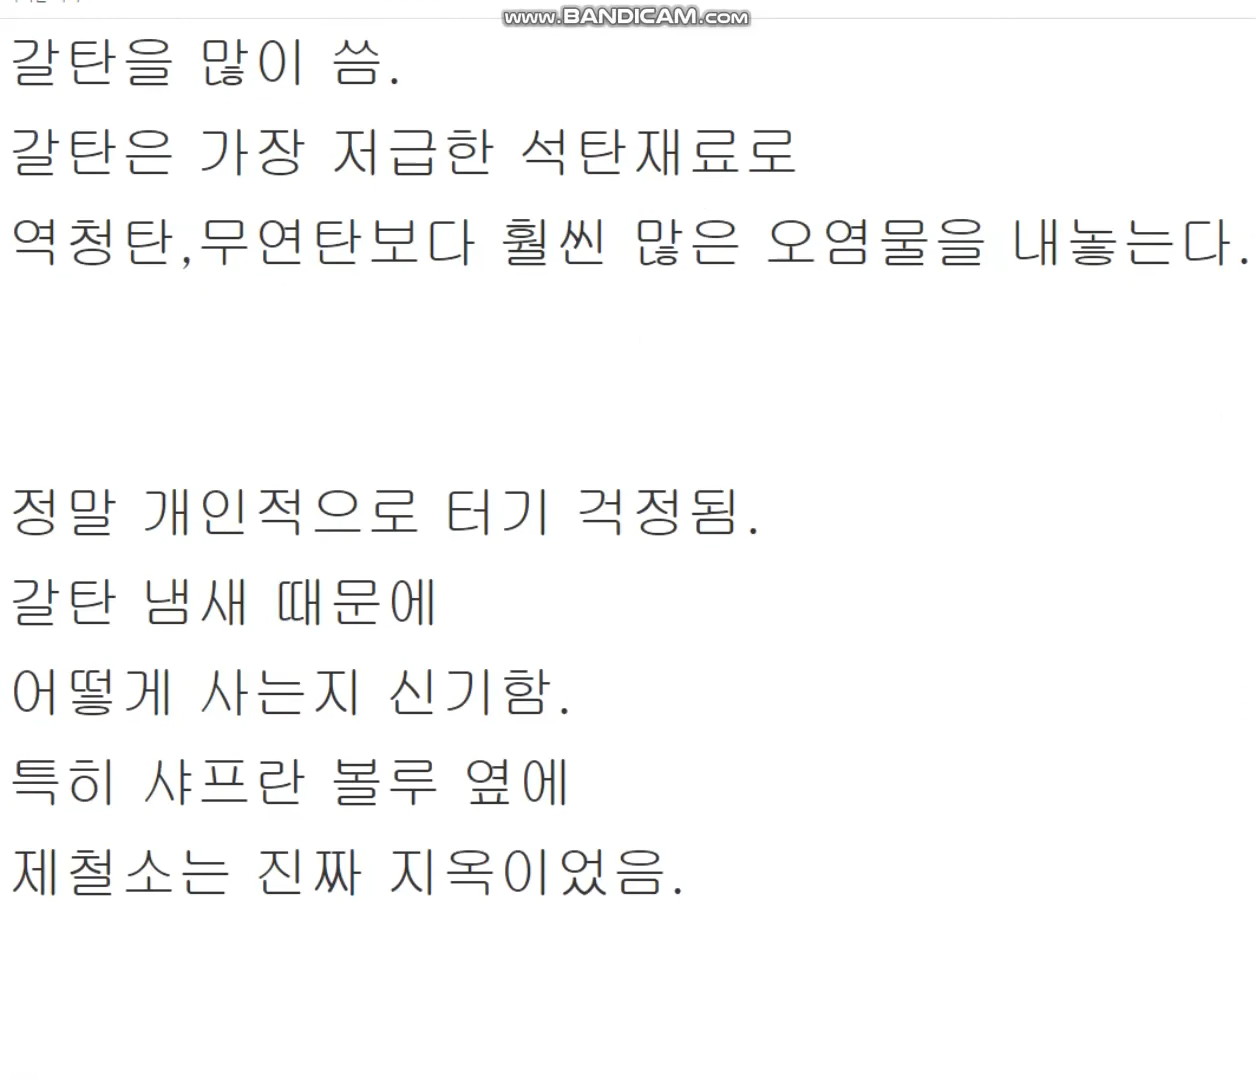 www.BANDICAM.com
갈탄을 많이 씀.
갈탄은 가장 저급한 석탄재료로
역청탄,무연탄보다 훨씬 많은 오염물을 내놓는다.
정말 개인적으로 터기 걱정됨.
갈탄 냄새 때문에
어떻게 사는지 신기함.
특히 샤프란 볼루 옆에
제철소는 진짜 지옥이었음.